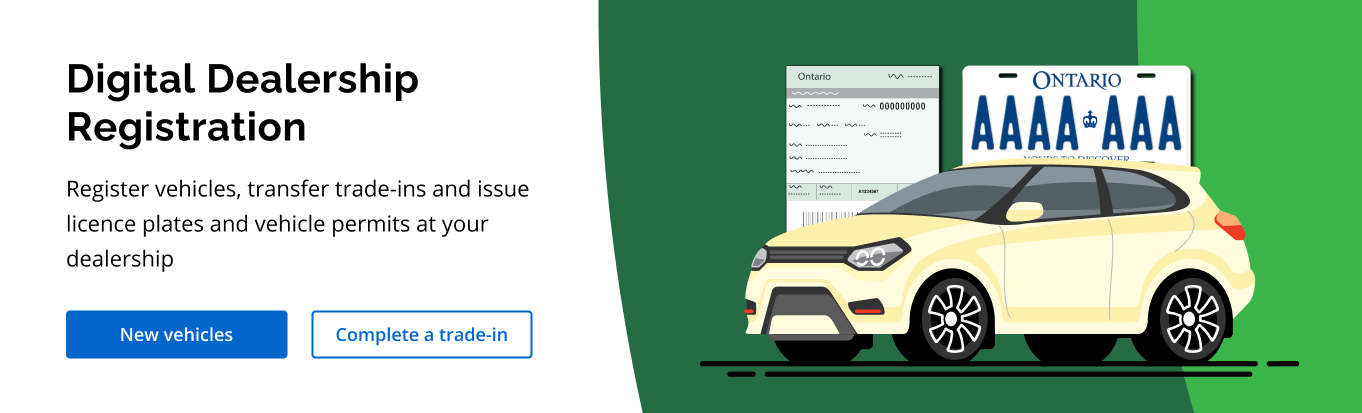 Digital Dealership
Registration
Register vehicles, transfer trade-ins and issue
licence plates and vehicle permits at your
dealership
New vehicles
Complete a trade-in
Ontario
000000000
A1234567
ONTARIO
AAAA AAA
YOURS TO DISCOVER